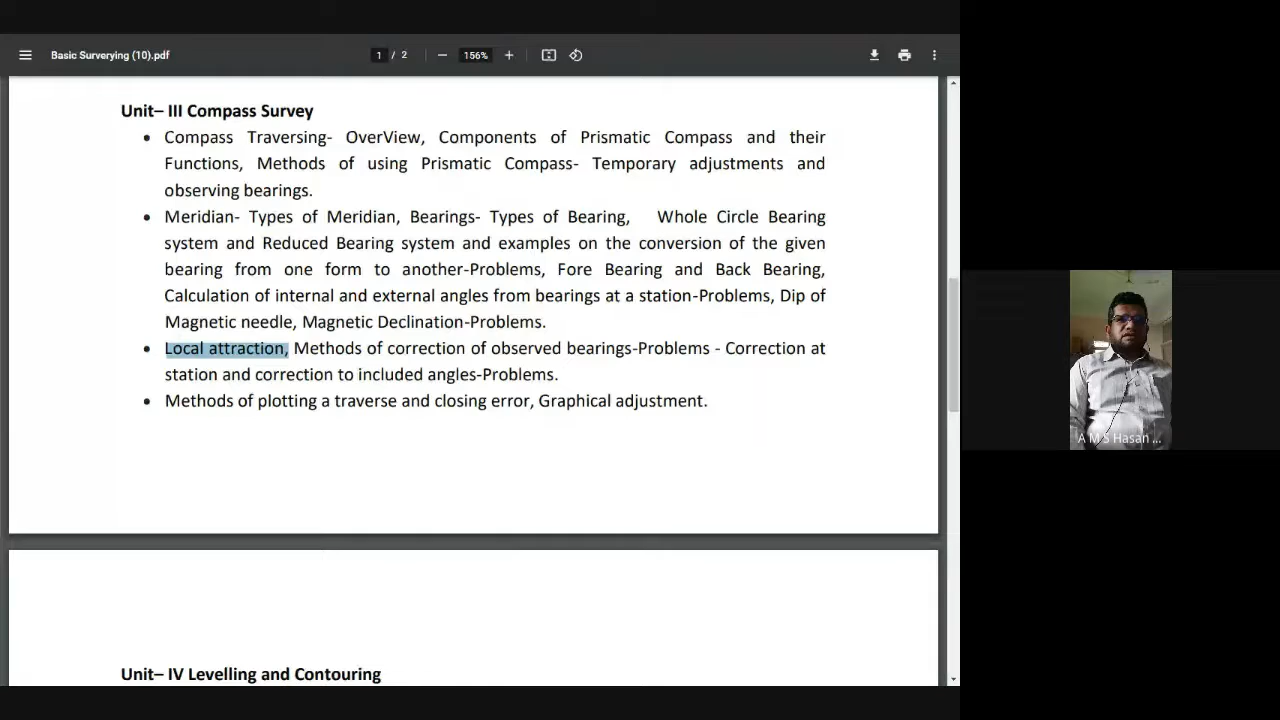 Basic Surverying (10).pdf
1 / 2
156%
Unit– III Compass Survey
• Compass Traversing- OverView, Components of Prismatic Compass and their
Functions, Methods of using Prismatic Compass- Temporary adjustments and
observing bearings.
• Meridian- Types of Meridian, Bearings- Types of Bearing, Whole Circle Bearing
system and Reduced Bearing system and examples on the conversion of the given
bearing from one form to another-Problems, Fore Bearing and Back Bearing,
Calculation of internal and external angles from bearings at a station-Problems, Dip of
Magnetic needle, Magnetic Declination-Problems.
• Local attraction, Methods of correction of observed bearings-Problems - Correction at
station and correction to included angles-Problems.
• Methods of plotting a traverse and closing error, Graphical adjustment.
Unit– IV Levelling and Contouring
A M S Hasan ...